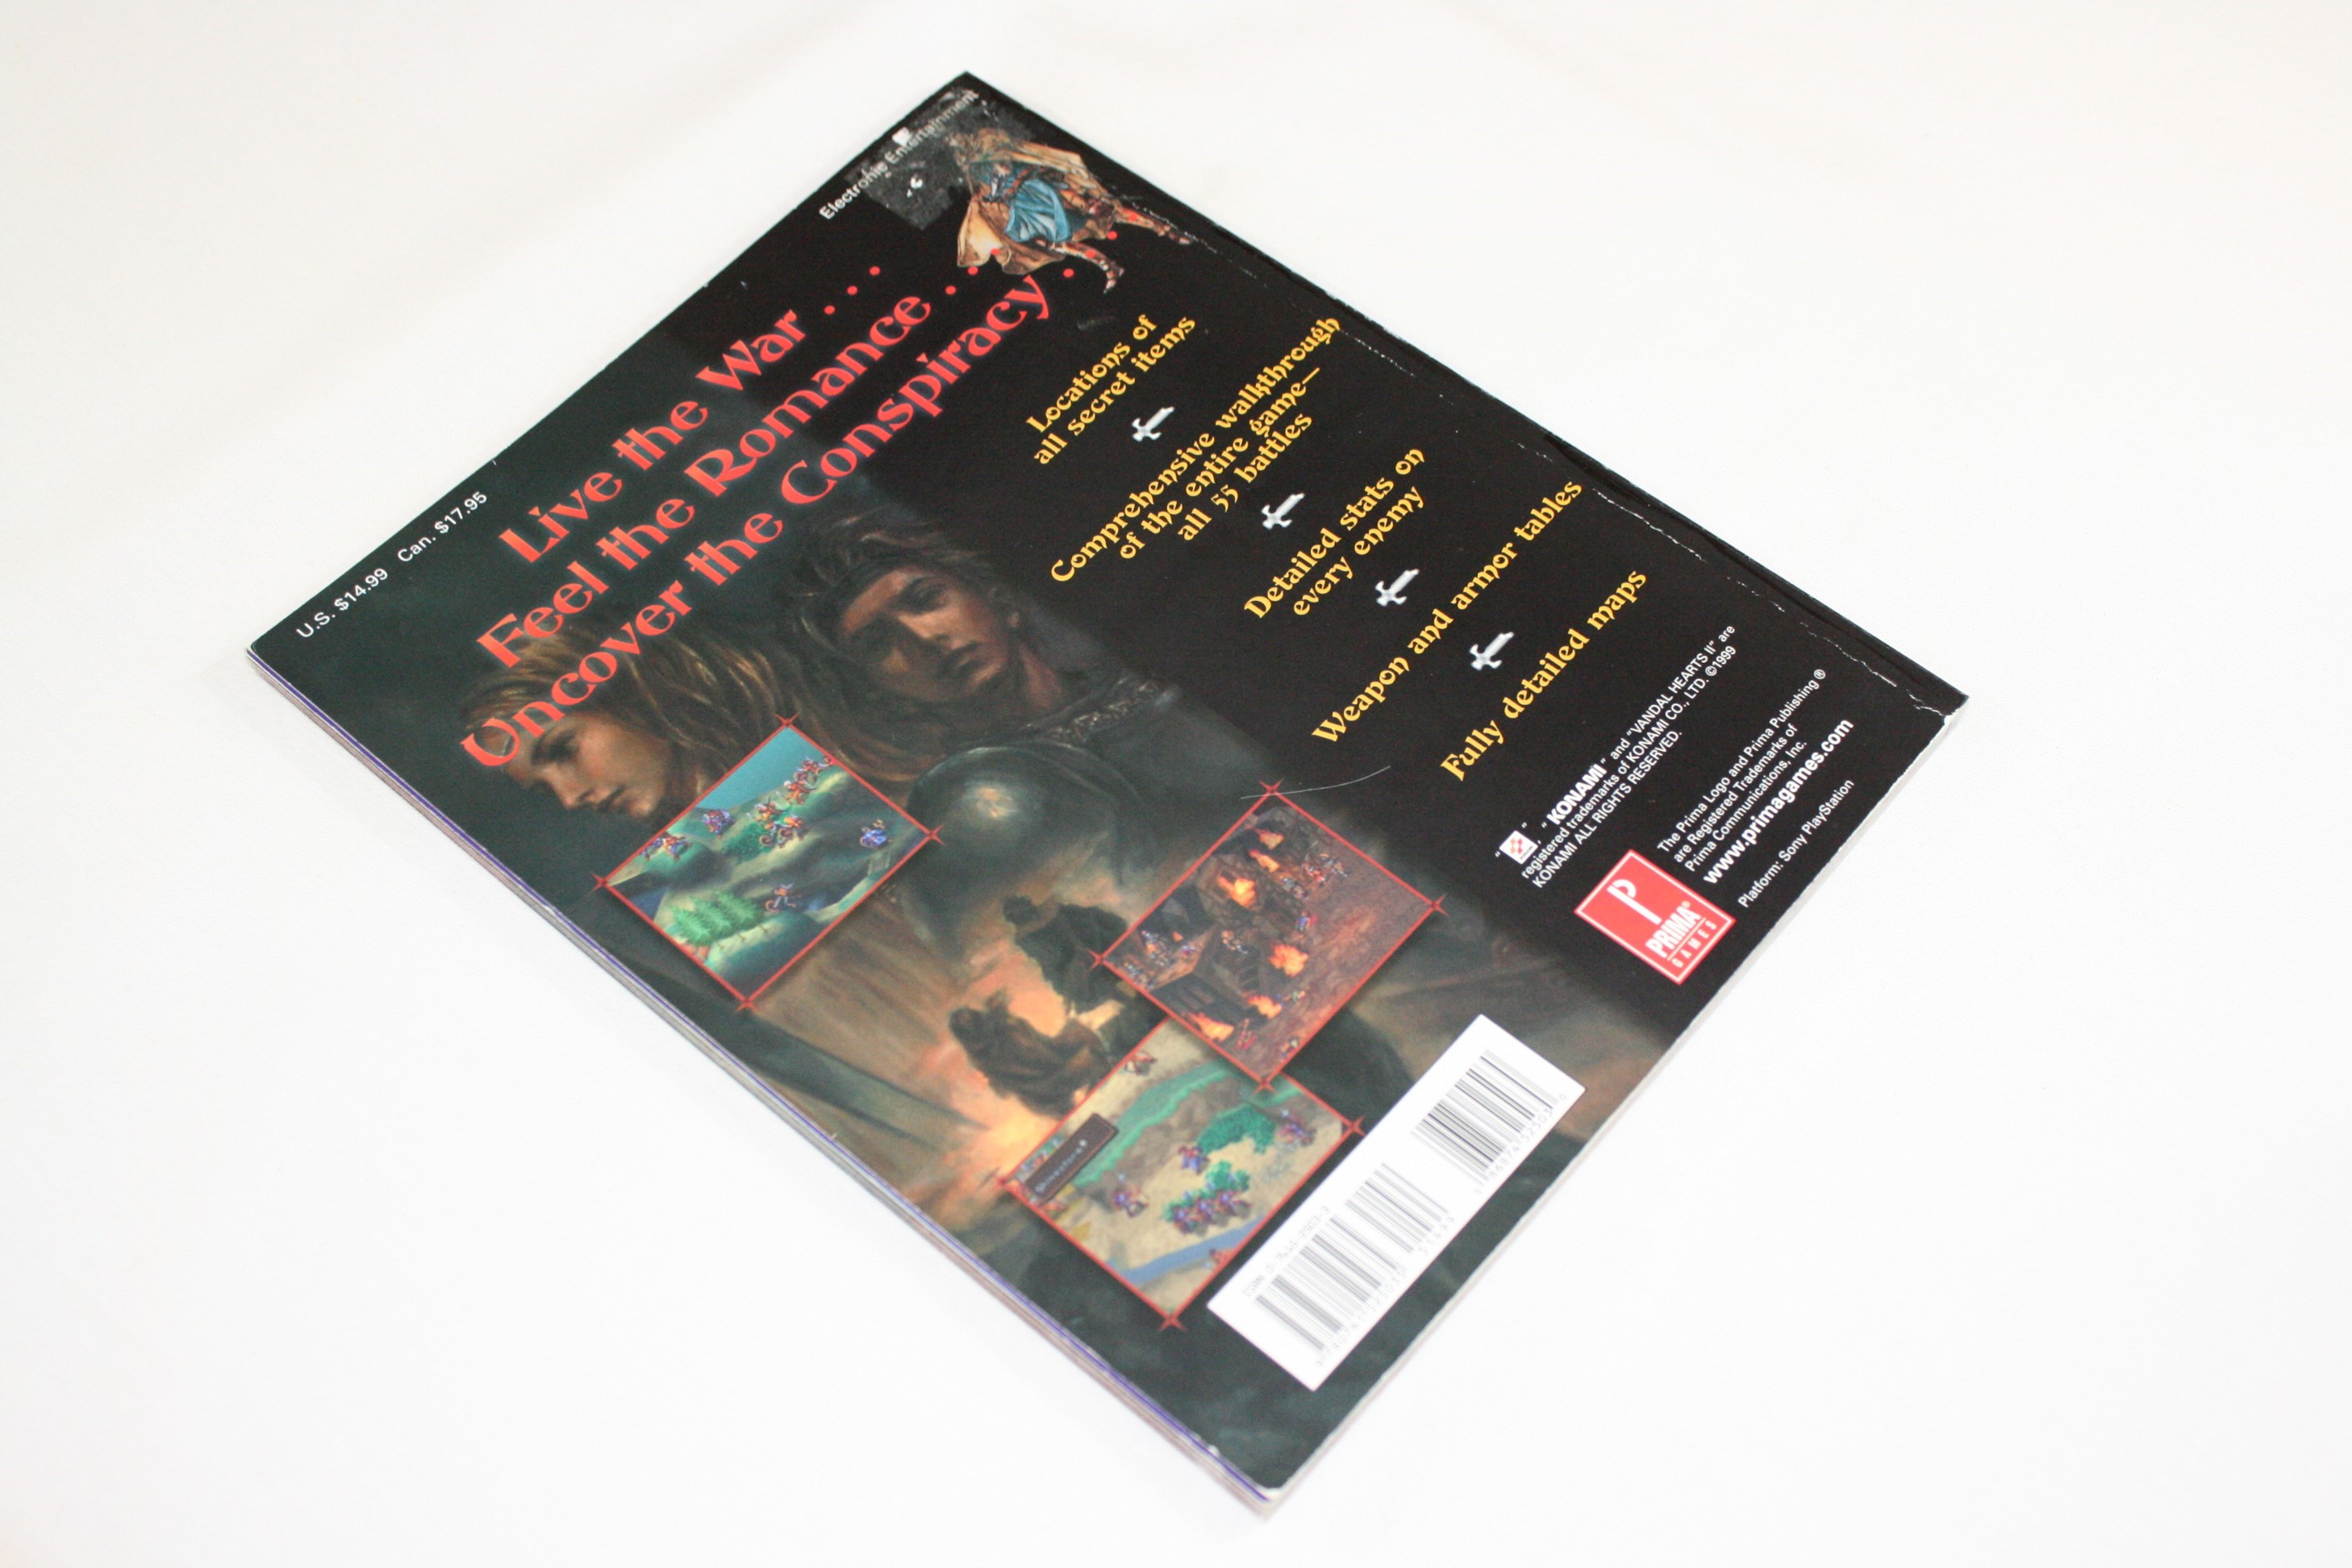 Electronic Entertainment
U.S. $14.99 Can. $17.95
Live the War . . .
Feel the Romance . . .
Uncover the Conspiracy . . .
Locations of
all secret items
Comprehensive walkthrough
of the entire game—
all 55 battles
Detailed stats on
every enemy
Weapon and armor tables
Fully detailed maps
" ", "KONAMI" and "VANDAL HEARTS II" are
registered trademarks of KONAMI CO., LTD. ©1999
KONAMI ALL RIGHTS RESERVED.
The Prima Logo and Prima Publishing ®
are Registered Trademarks of
Prima Communications, Inc.
www.primagames.com
Platform: Sony PlayStation
P
PRIMA®
GAMES